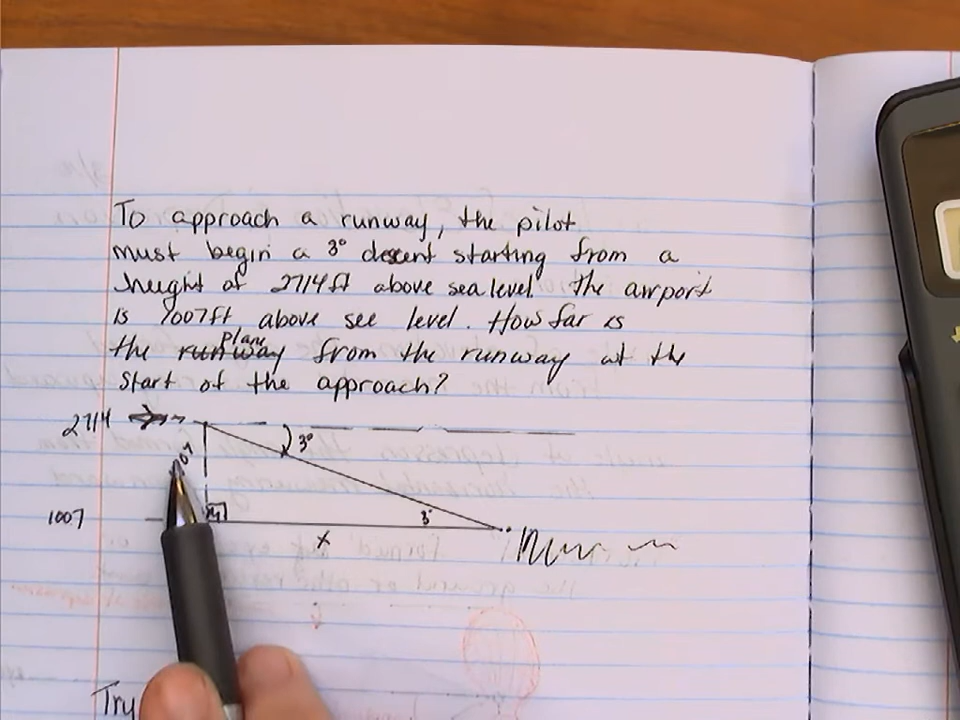 To approach a runway, the pilot
must begin a 3° descent starting from a
height of 2714ft above sea level. The airport
is 1007ft above see level. How far is
plane
the runway from the runway at the
start of the approach?
2714
3°
1007
3°
x
Try